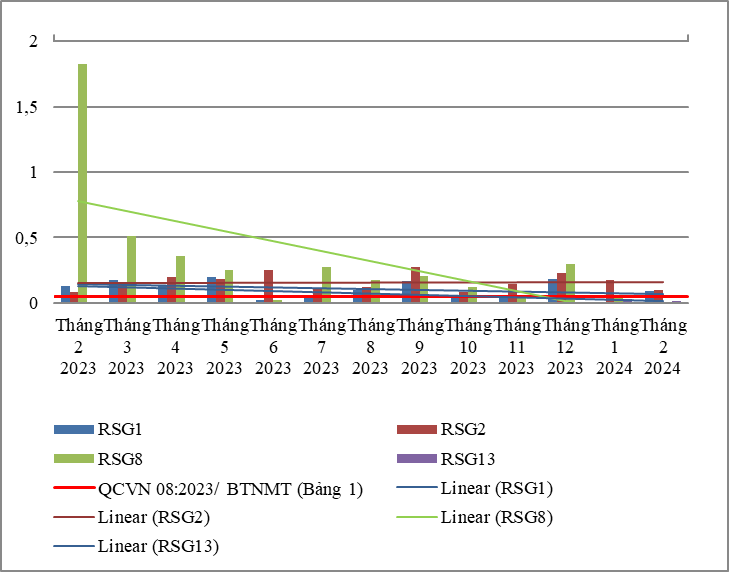 2
1,5
1
0,5
0
Tháng Tháng Tháng Tháng Tháng Tháng Tháng Tháng Tháng Tháng Tháng Tháng Tháng
2 3 4 5 6 7 8 9 10 11 12 1 2
2023 2023 2023 2023 2023 2023 2023 2023 2023 2023 2023 2024 2024
RSG1 RSG2
RSG8 RSG13
QCVN 08:2023/ BTNMT (Bảng 1) Linear (RSG1)
Linear (RSG2) Linear (RSG8)
Linear (RSG13)